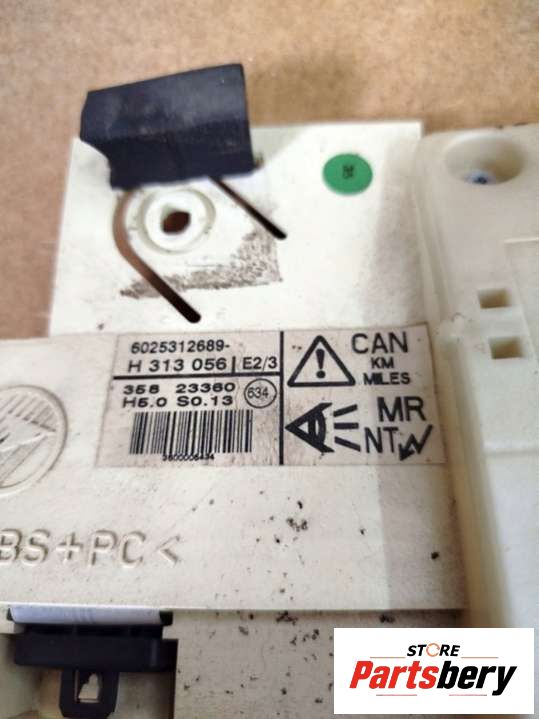 6025312689-
H 313 056 E2/3
358 23360
H5.0 S0.13
634
3600006434
CAN
KM
MILES
MR
NT
BS+PC<
STORE
Partsbery